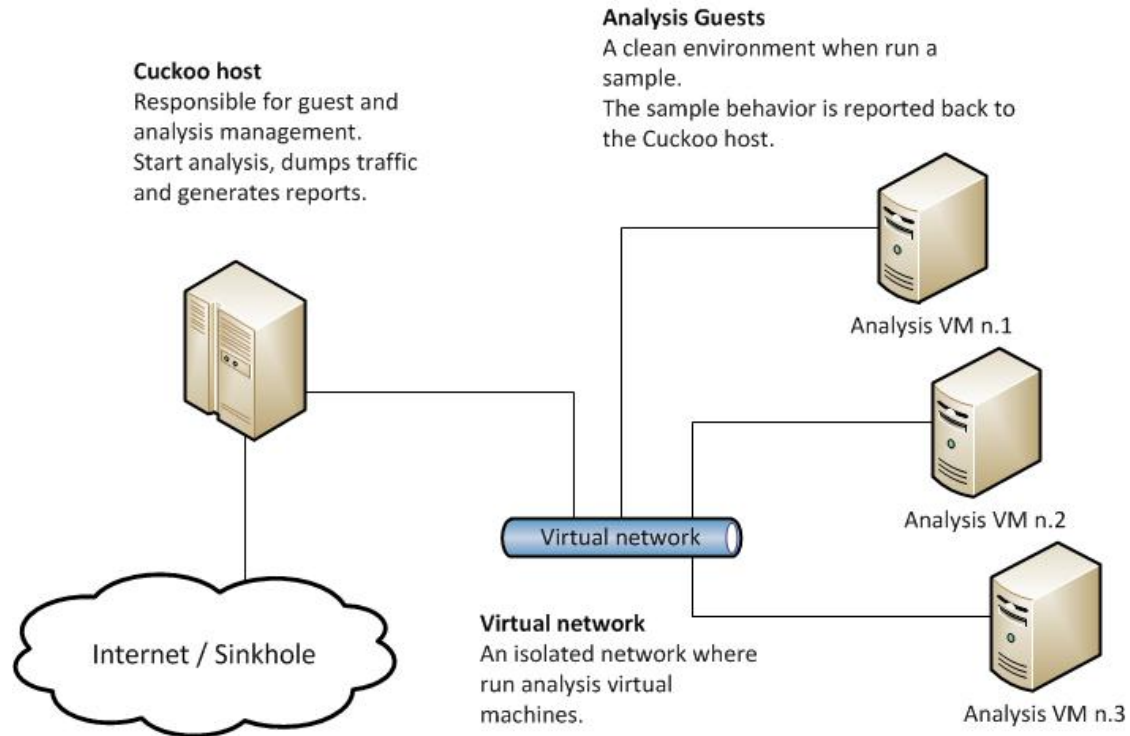 Cuckoo host
Responsible for guest and
analysis management.
Start analysis, dumps traffic
and generates reports.
Analysis Guests
A clean environment when run a
sample.
The sample behavior is reported back to
the Cuckoo host.
Analysis VM n.1
Analysis VM n.2
Virtual network
Internet / Sinkhole
Virtual network
An isolated network where
run analysis virtual
machines.
Analysis VM n.3